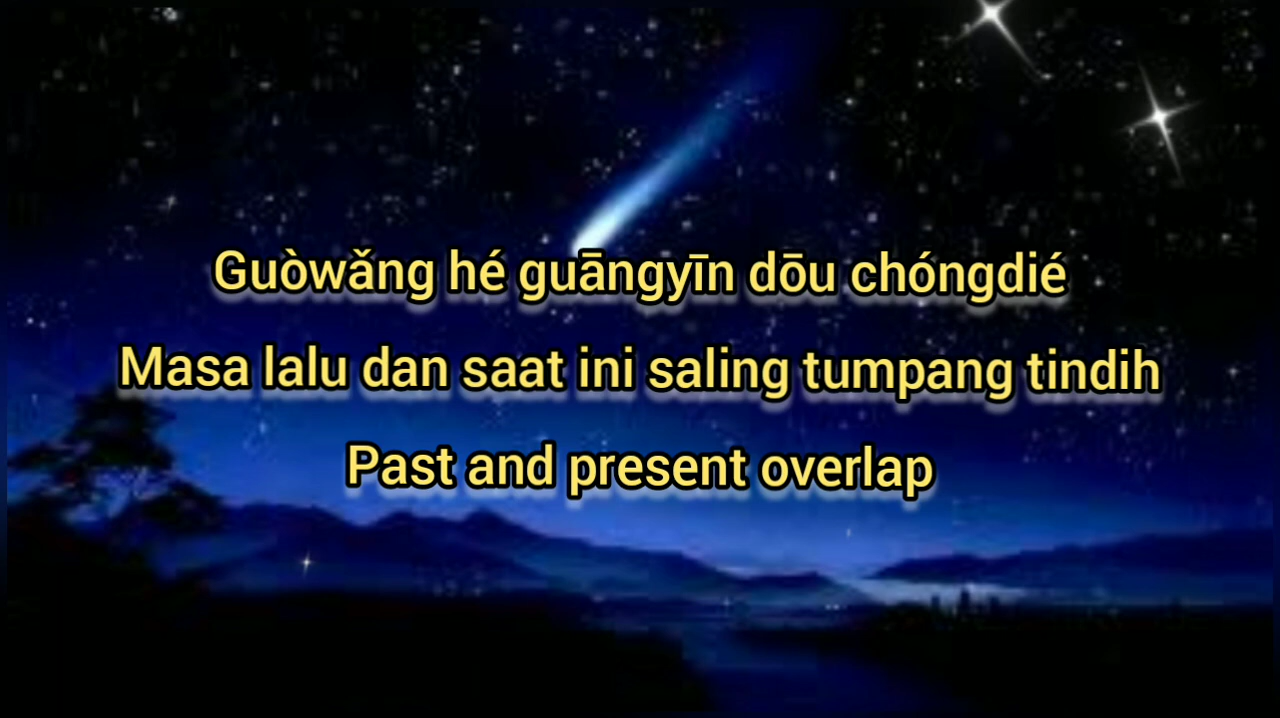 Guòwǎng hé guāngyīn dōu chóngdié
Masa lalu dan saat ini saling tumpang tindih
Past and present overlap